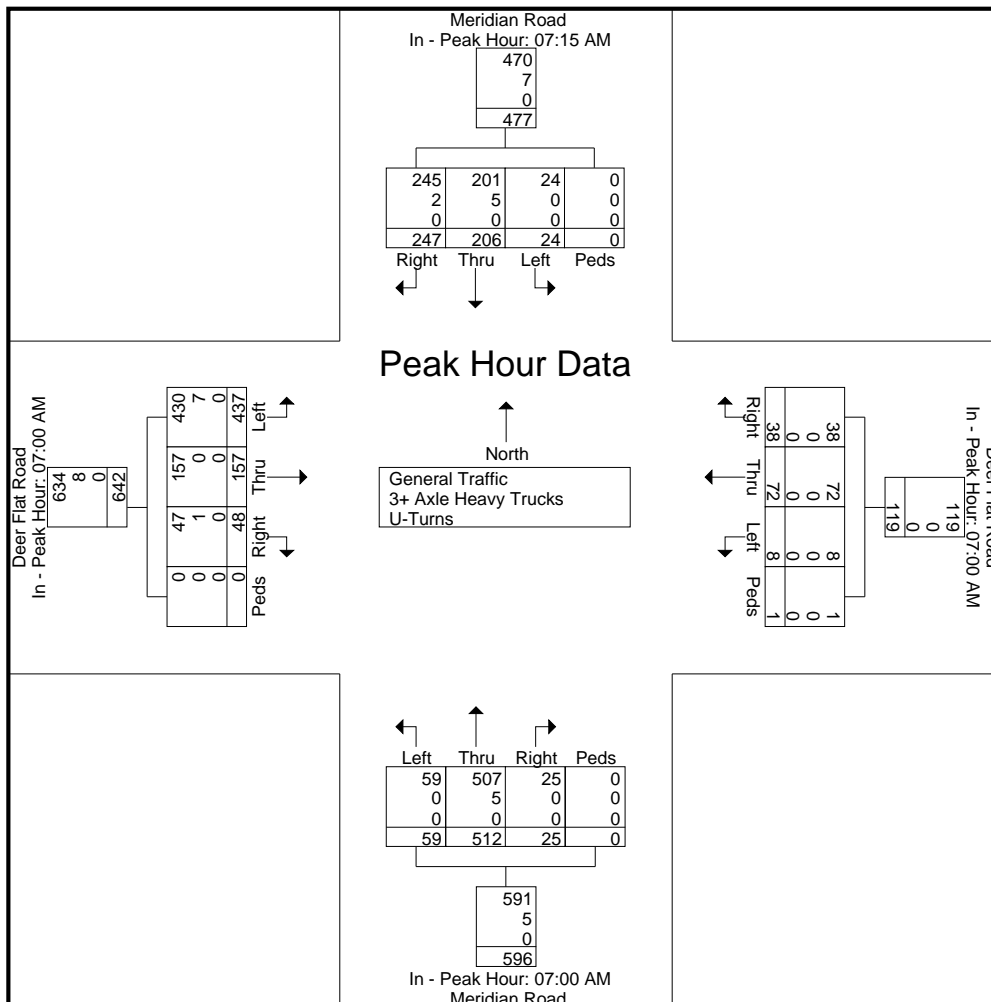 Meridian Road
In - Peak Hour: 07:15 AM
470
7
0
477
245 201 24 0
2 5 0 0
0 0 0 0
247 206 24 0
Right Thru Left Peds
Peak Hour Data
North
General Traffic
3+ Axle Heavy Trucks
U-Turns
Deer Flat Road
In - Peak Hour: 07:00 AM
634
8
0
642
430 7 0 437 Left
157 0 0 157 Thru
47 1 0 48 Right
0 0 0 0 Peds
Right 38 0 0 38
Thru 72 0 0 72
Left 8 0 0 8
Peds 1 0 0 1
119
0
0
119
In - Peak Hour: 07:00 AM
Deer Flat Road
Left Thru Right Peds
59 507 25 0
0 5 0 0
0 0 0 0
59 512 25 0
591
5
0
596
In - Peak Hour: 07:00 AM
Meridian Road